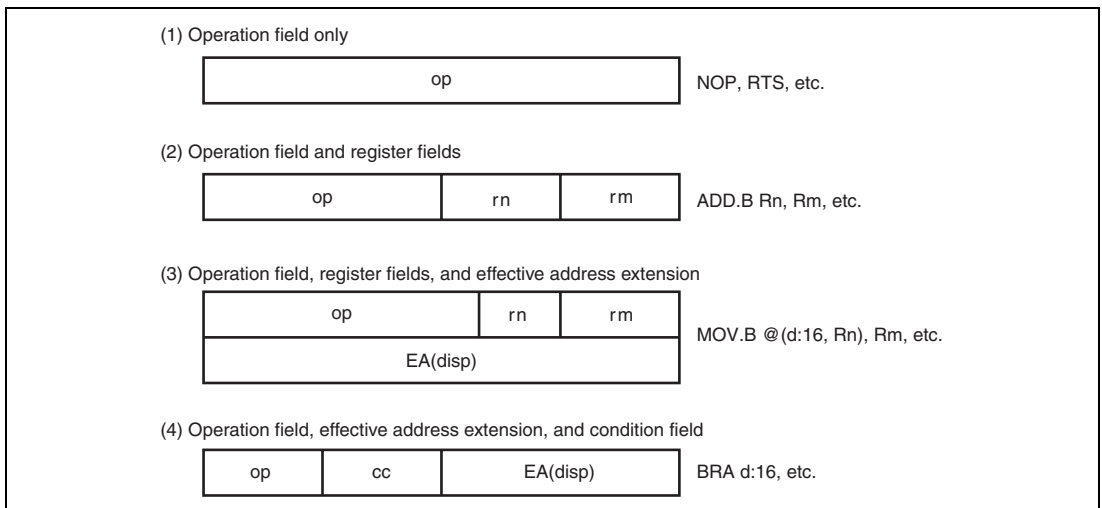 (1) Operation field only
op
NOP, RTS, etc.
(2) Operation field and register fields
op rn rm
ADD.B Rn, Rm, etc.
(3) Operation field, register fields, and effective address extension
op rn rm
MOV.B @(d:16, Rn), Rm, etc.
EA(disp)
(4) Operation field, effective address extension, and condition field
op cc EA(disp)
BRA d:16, etc.